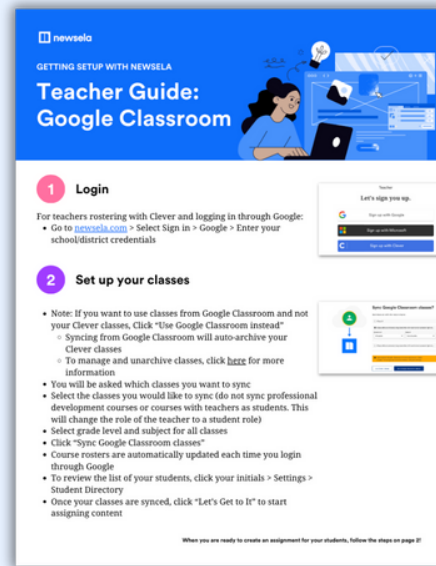 newsela
GETTING SETUP WITH NEWSELA
Teacher Guide:
Google Classroom
1 Login
For teachers rostering with Clever and logging in through Google:
• Go to newsela.com > Select Sign in > Google > Enter your
school/district credentials
Teacher
Let's sign you up.
Sign up with Google
Sign up with Microsoft
Sign up with Clever
2 Set up your classes
• Note: If you want to use classes from Google Classroom and not
your Clever classes, Click "Use Google Classroom instead"
○ Syncing from Google Classroom will auto-archive your
Clever classes
○ To manage and unarchive classes, click here for more
information
• You will be asked which classes you want to sync
• Select the classes you would like to sync (do not sync professional
development courses or courses with teachers as students. This
will change the role of the teacher to a student role)
• Select grade level and subject for all classes
• Click "Sync Google Classroom classes"
• Course rosters are automatically updated each time you login
through Google
• To review the list of your students, click your initials > Settings >
Student Directory
• Once your classes are synced, click "Let's Get to It" to start
assigning content
Sync Google Classroom classes?
When you are ready to create an assignment for your students, follow the steps on page 2!